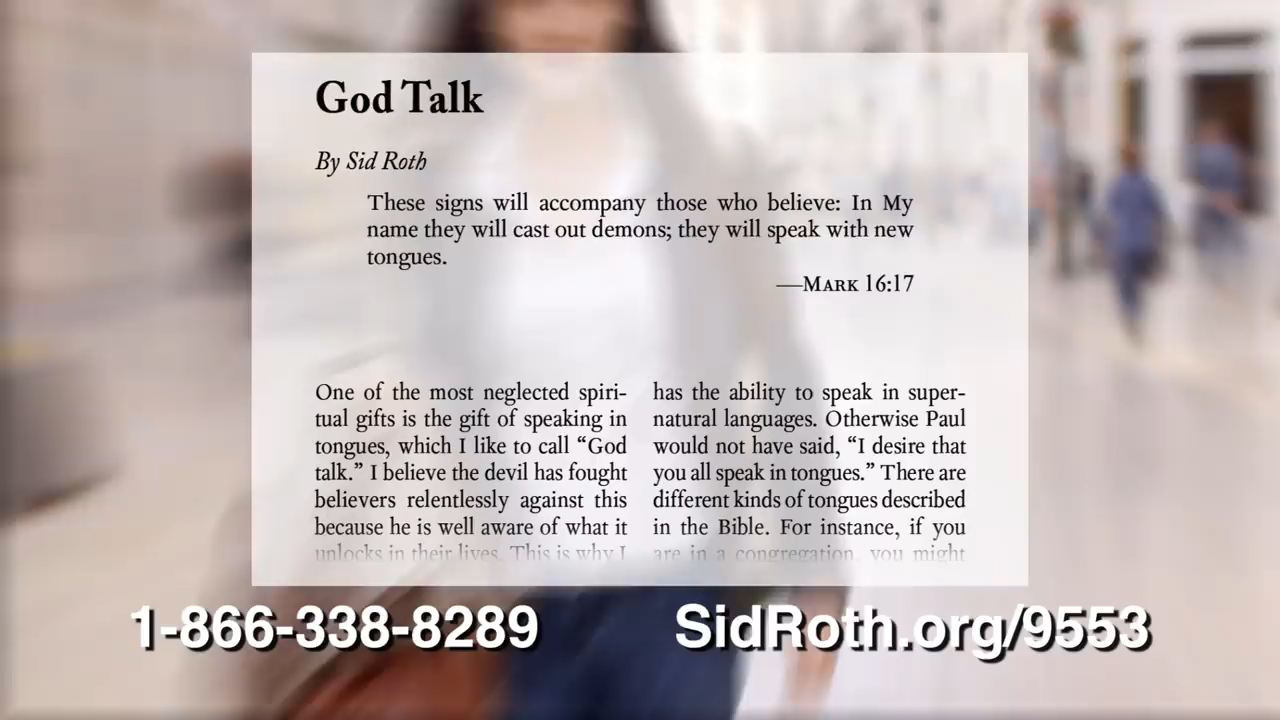 God Talk
By Sid Roth
These signs will accompany those who believe: In My
name they will cast out demons; they will speak with new
tongues.
—Mark 16:17
One of the most neglected spiri-
tual gifts is the gift of speaking in
tongues, which I like to call “God
talk.” I believe the devil has fought
believers relentlessly against this
because he is well aware of what it
unlocks in their lives. This is why I
has the ability to speak in super-
natural languages. Otherwise Paul
would not have said, “I desire that
you all speak in tongues.” There are
different kinds of tongues described
in the Bible. For instance, if you
are in a congregation, you might
1-866-338-8289
SidRoth.org/9553